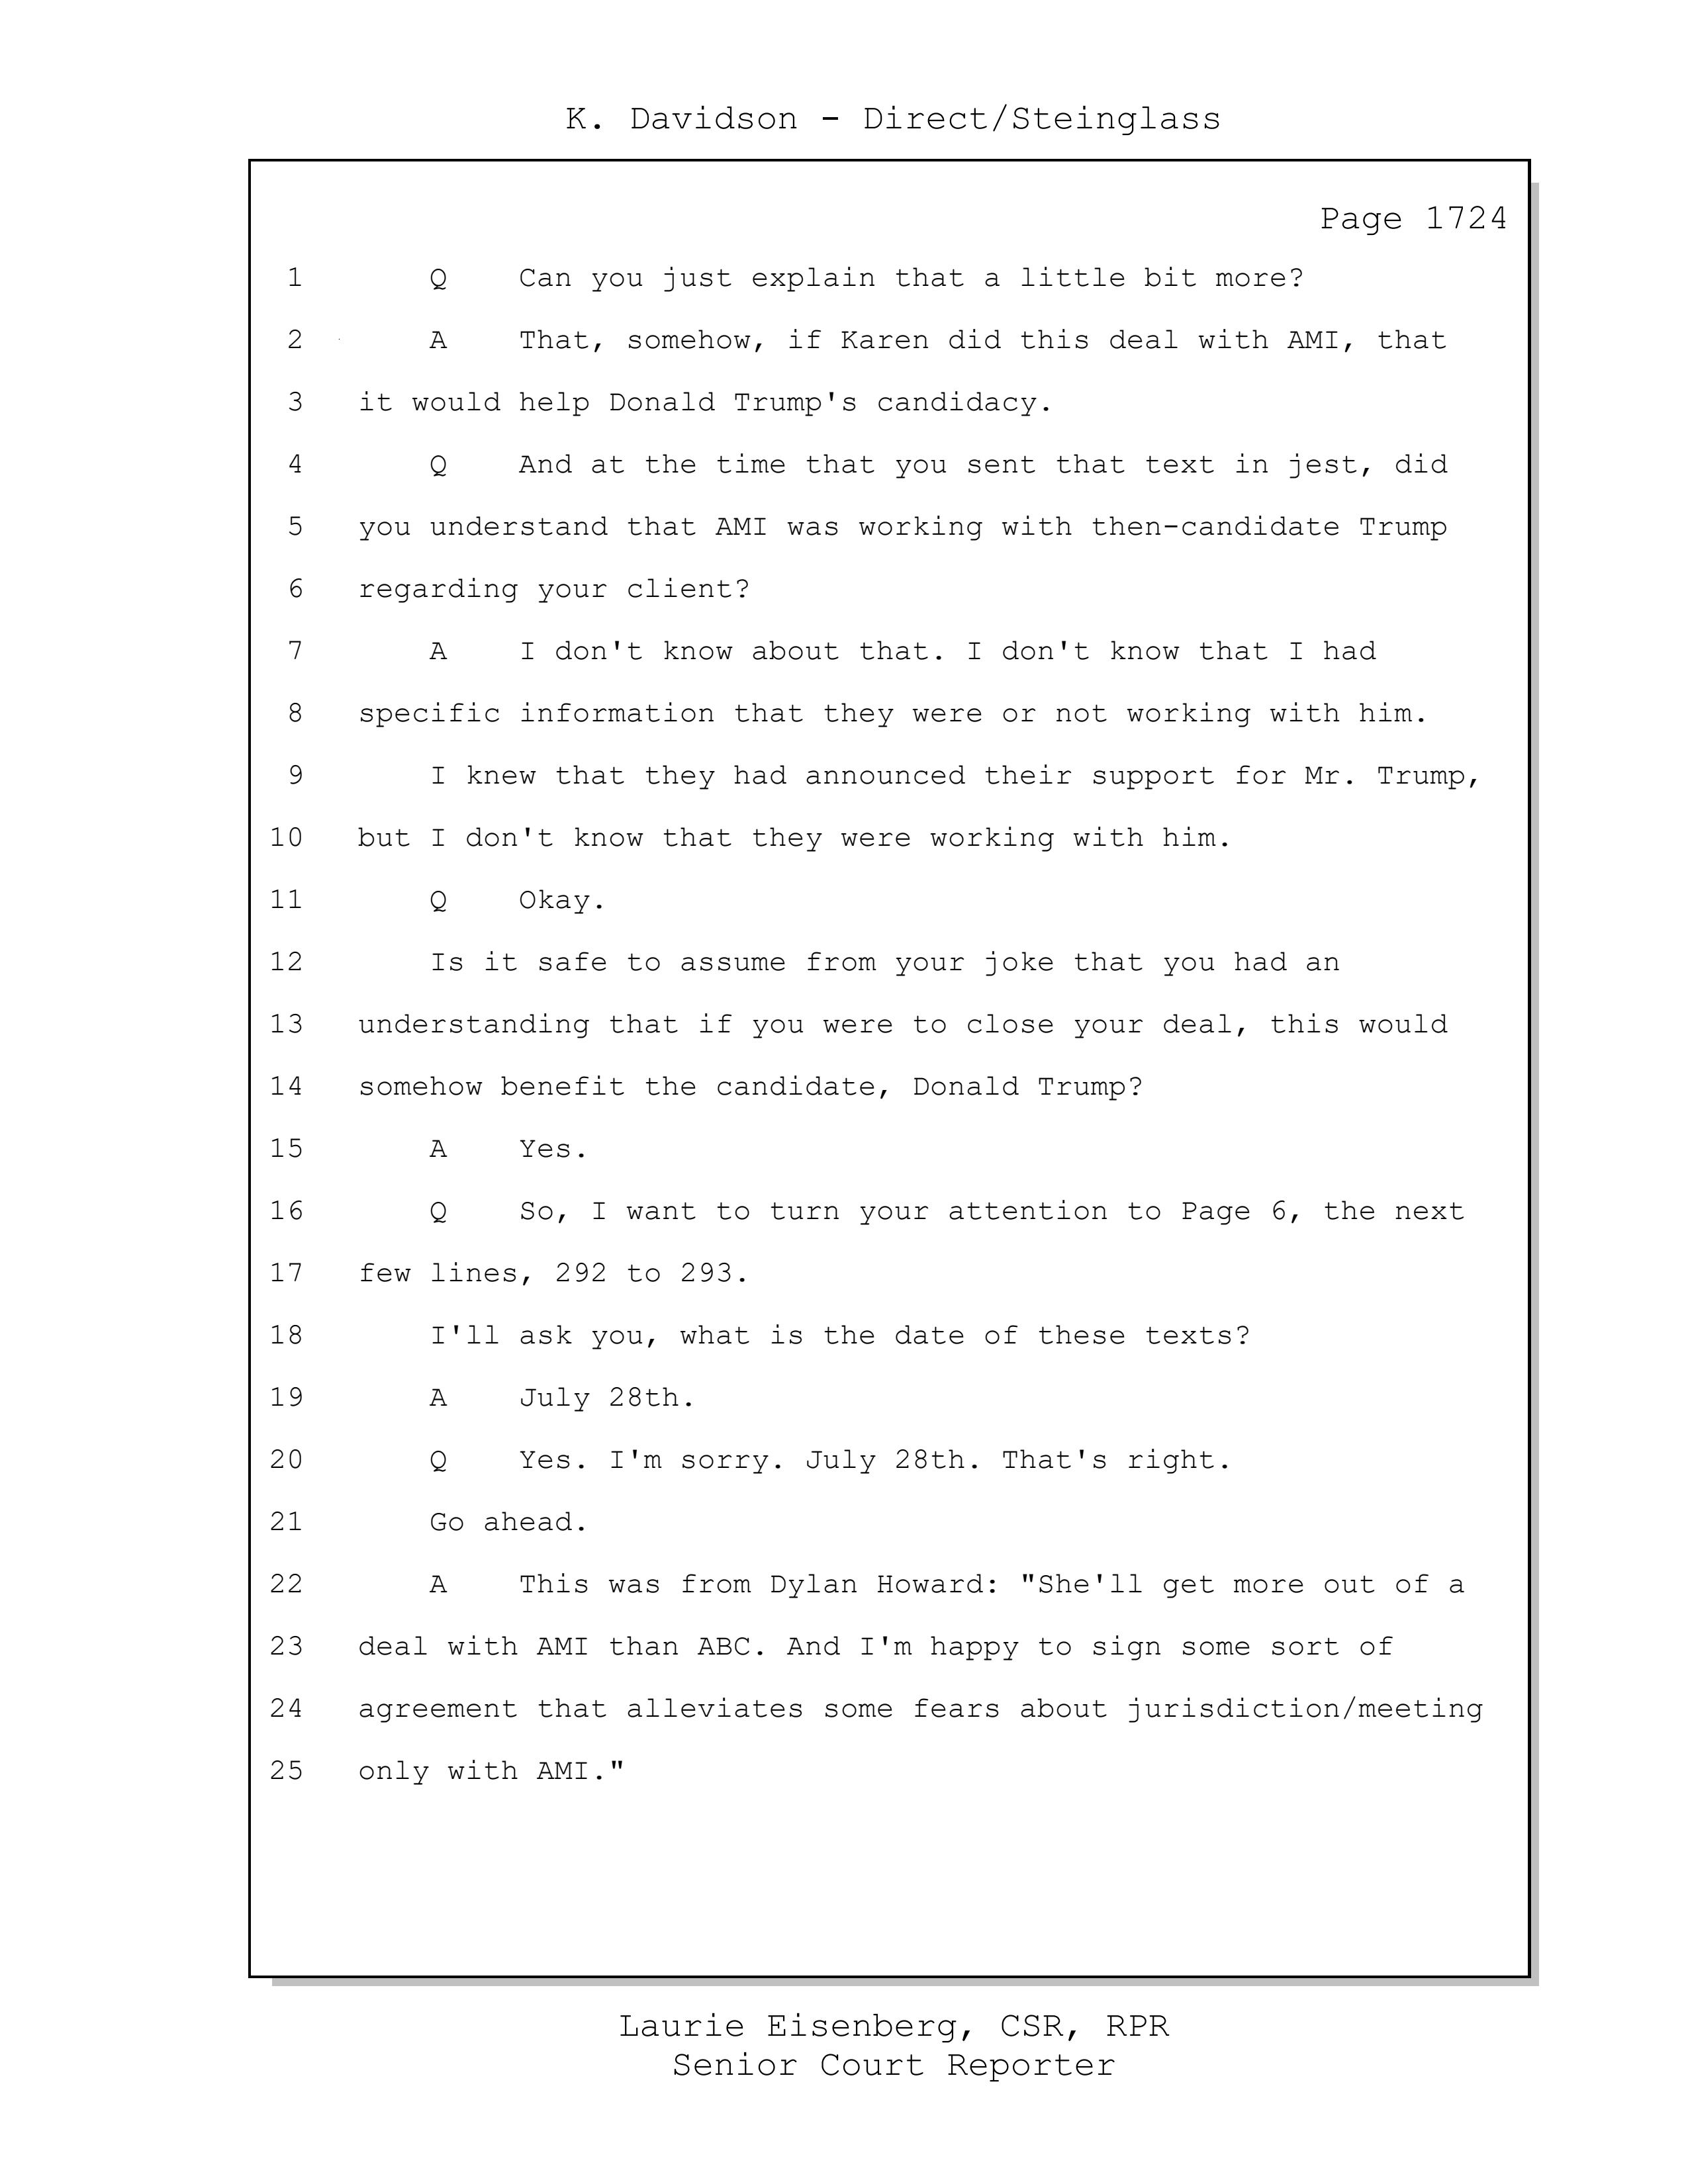 K. Davidson - Direct/Steinglass
Page 1724
1 Q Can you just explain that a little bit more?
2 A That, somehow, if Karen did this deal with AMI, that
3 it would help Donald Trump's candidacy.
4 Q And at the time that you sent that text in jest, did
5 you understand that AMI was working with then-candidate Trump
6 regarding your client?
7 A I don't know about that. I don't know that I had
8 specific information that they were or not working with him.
9 I knew that they had announced their support for Mr. Trump,
10 but I don't know that they were working with him.
11 Q Okay.
12 Is it safe to assume from your joke that you had an
13 understanding that if you were to close your deal, this would
14 somehow benefit the candidate, Donald Trump?
15 A Yes.
16 Q So, I want to turn your attention to Page 6, the next
17 few lines, 292 to 293.
18 I'll ask you, what is the date of these texts?
19 A July 28th.
20 Q Yes. I'm sorry. July 28th. That's right.
21 Go ahead.
22 A This was from Dylan Howard: "She'll get more out of a
23 deal with AMI than ABC. And I'm happy to sign some sort of
24 agreement that alleviates some fears about jurisdiction/meeting
25 only with AMI."
Laurie Eisenberg, CSR, RPR
Senior Court Reporter